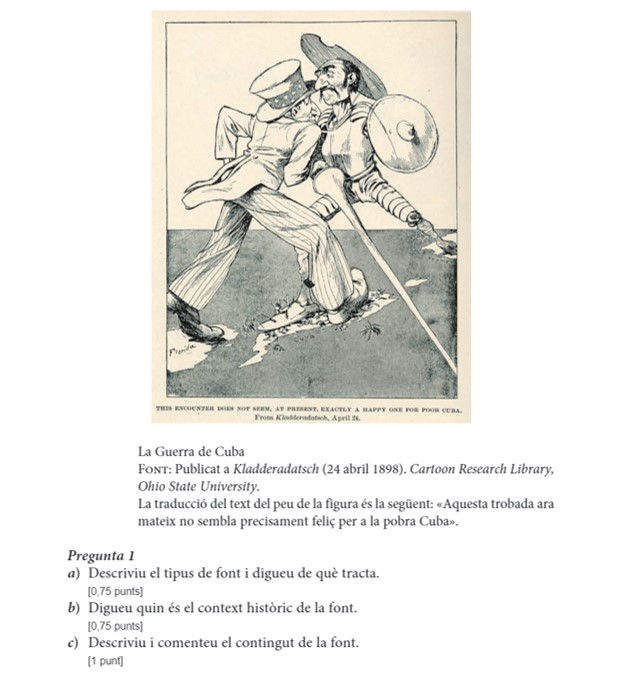 Florida
CUBA
THIS ENCOUNTER DOES NOT SEEM, AT PRESENT, EXACTLY A HAPPY ONE FOR POOR CUBA.
From Kladderadatsch, April 24.
La Guerra de Cuba
FONT: Publicat a Kladderadatsch (24 abril 1898). Cartoon Research Library,
Ohio State University.
La traducció del text del peu de la figura és la següent: «Aquesta trobada ara
mateix no sembla precisament feliç per a la pobra Cuba».
Pregunta 1
a) Descriviu el tipus de font i digueu de què tracta.
[0,75 punts]
b) Digueu quin és el context històric de la font.
[0,75 punts]
c) Descriviu i comenteu el contingut de la font.
[1 punt]